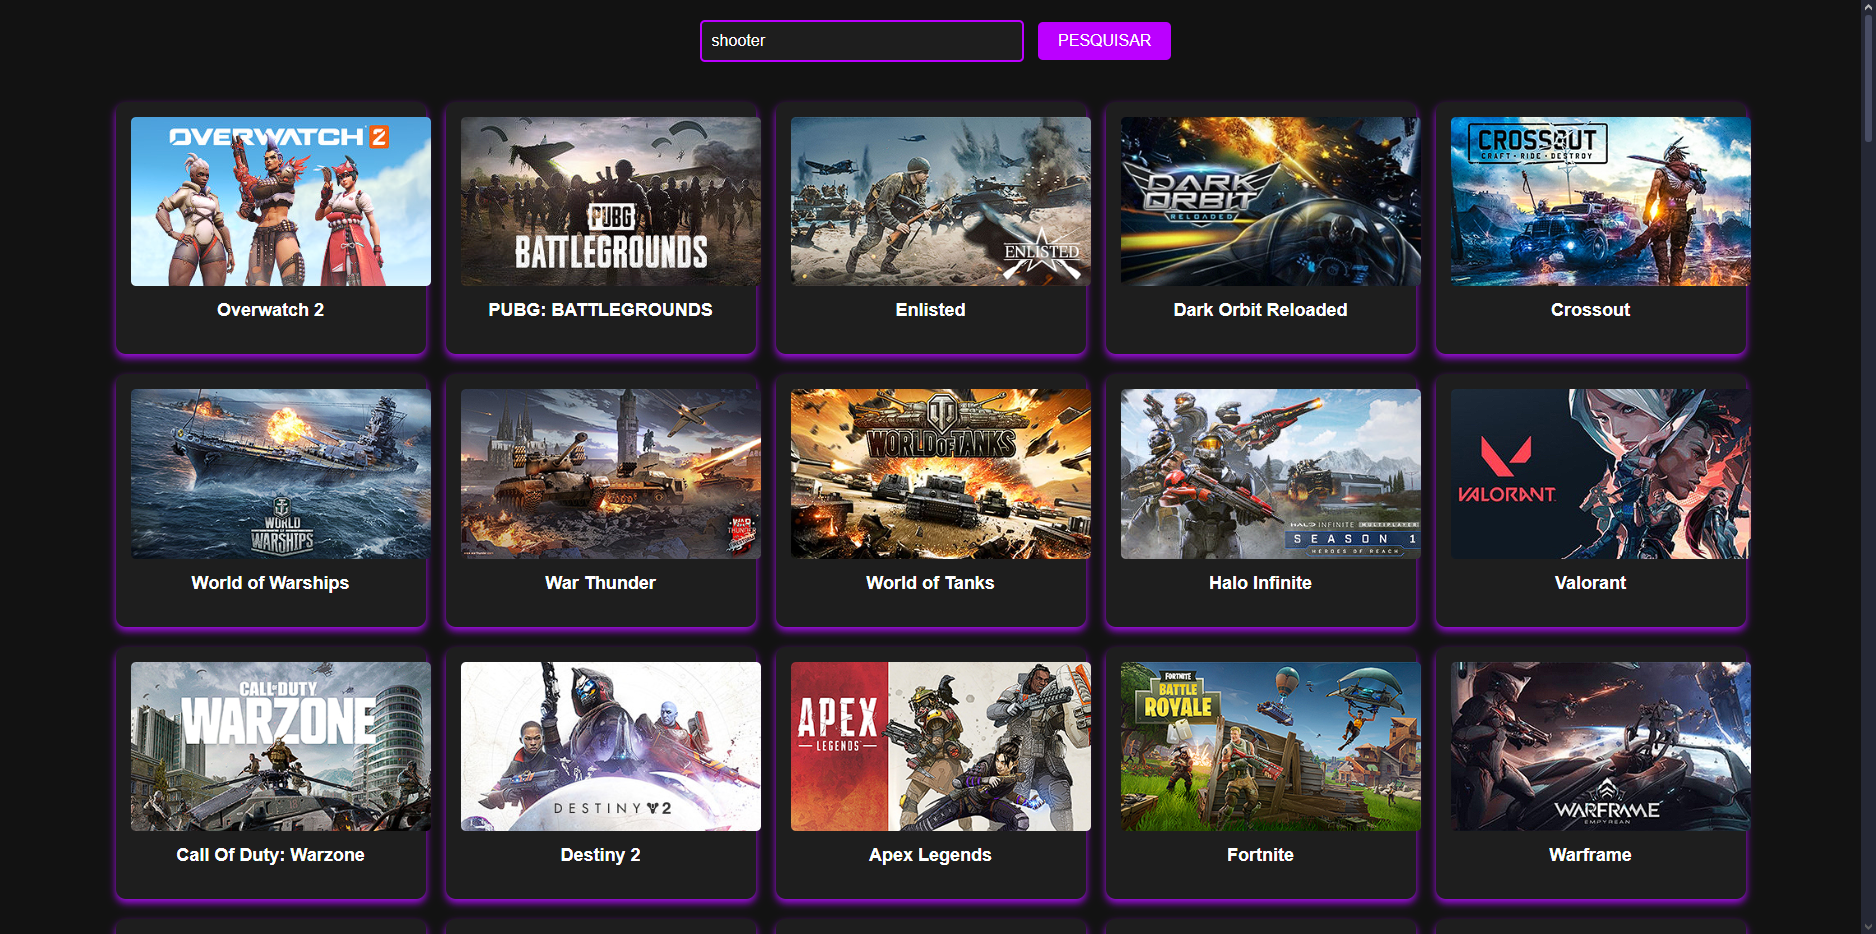 shooter
PESQUISAR
OVERWATCH 2
PUBG
BATTLEGROUNDS
ENLISTED
DARK
ORBIT
RELOADED
CROSSOUT
CRAFT • RIDE • DESTROY
Overwatch 2
PUBG: BATTLEGROUNDS
Enlisted
Dark Orbit Reloaded
Crossout
WORLD
OF
WARSHIPS
WAR
THUNDER
WORLD OF TANKS
HALO INFINITE MULTIPLAYER
SEASON 1
HEROES OF REACH
VALORANT
World of Warships
War Thunder
World of Tanks
Halo Infinite
Valorant
CALL OF DUTY
WARZONE
DESTINY 2
APEX
LEGENDS
FORTNITE
BATTLE
ROYALE
WARFRAME
EMPYREAN
Call Of Duty: Warzone
Destiny 2
Apex Legends
Fortnite
Warframe